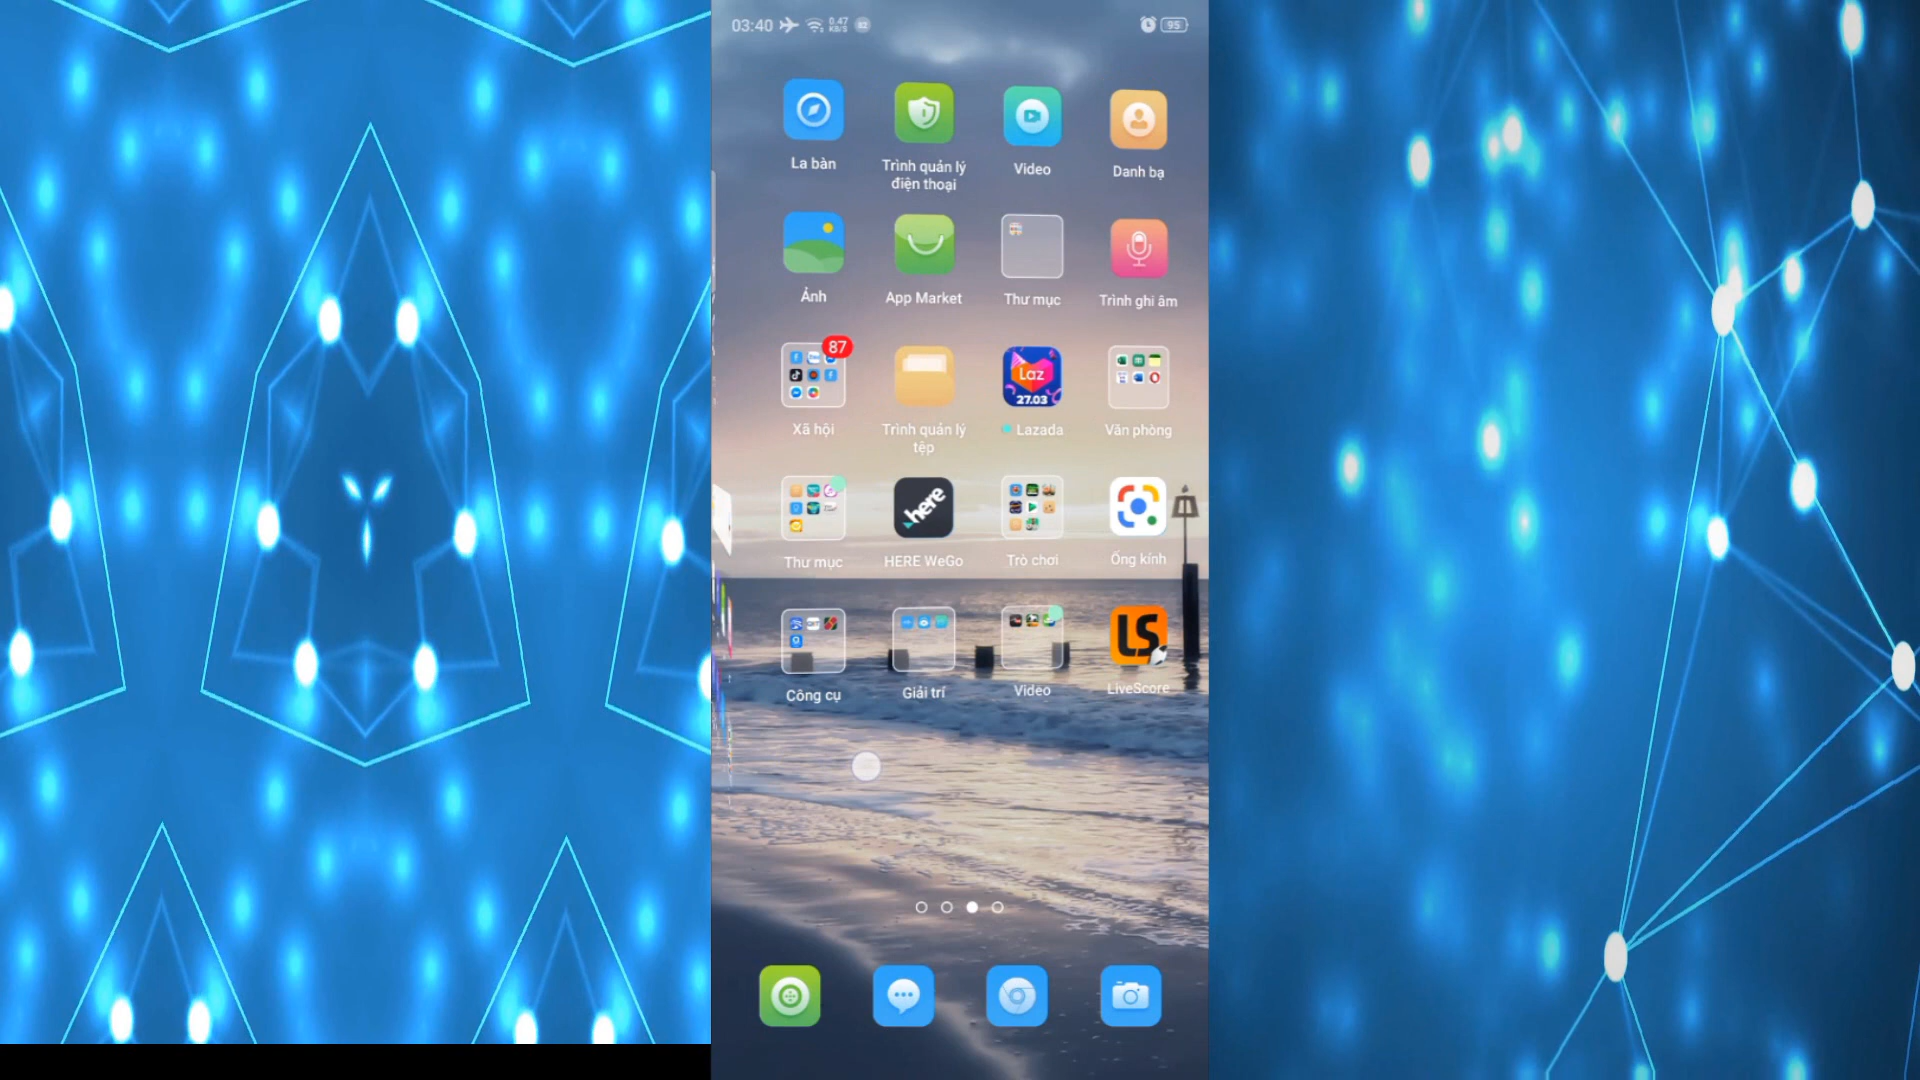 03:40 0.47 KB/S 82 95
La bàn
Trình quản lý
điện thoại
Video
Danh bạ
Ảnh
App Market
Thư mục
Trình ghi âm
87
Laz
27.03
Xã hội
Trình quản lý
tệp
Lazada
Văn phòng
here
Thư mục
HERE WeGo
Trò chơi
Ống kính
LS
Công cụ
Giải trí
Video
LiveScore